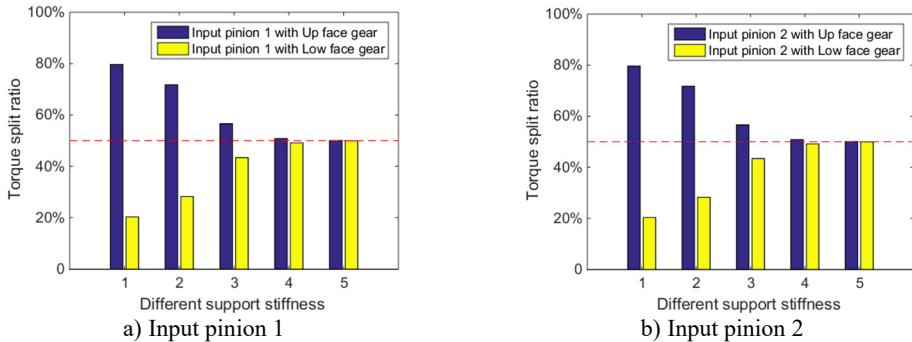 100%
80%
60%
40%
20%
0
Torque split ratio
Input pinion 1 with Up face gear
Input pinion 1 with Low face gear
1 2 3 4 5
Different support stiffness
a) Input pinion 1
100%
80%
60%
40%
20%
0
Torque split ratio
Input pinion 2 with Up face gear
Input pinion 2 with Low face gear
1 2 3 4 5
Different support stiffness
b) Input pinion 2